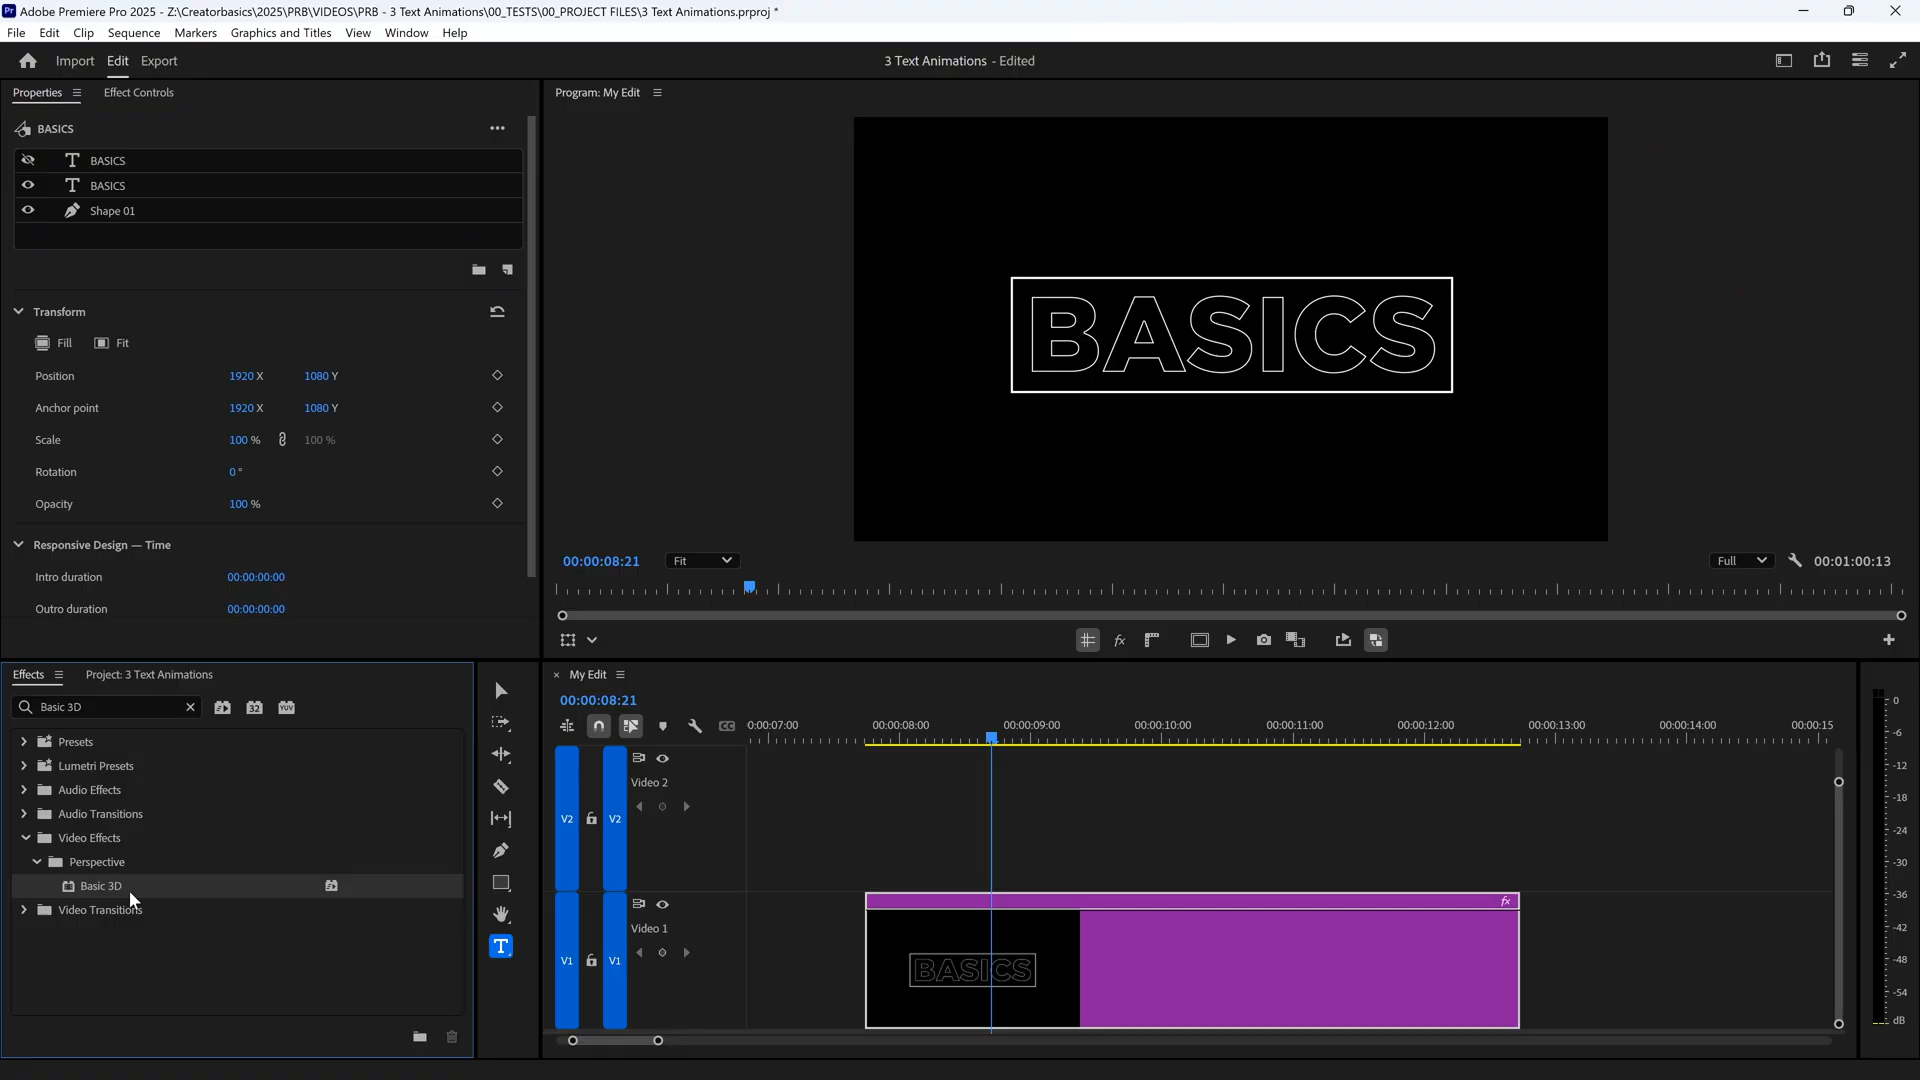 Pr Adobe Premiere Pro 2025 - Z:\Creatorbasics\2025\PRB\VIDEOS\PRB - 3 Text Animations\00_TESTS\00_PROJECT FILES\3 Text Animations.prproj *
File Edit Clip Sequence Markers Graphics and Titles View Window Help
Import Edit Export
3 Text Animations - Edited
Properties Effect Controls
Program: My Edit
BASICS
BASICS
BASICS
Shape 01
Transform
Fill Fit
Position 1920 X 1080 Y
Anchor point 1920 X 1080 Y
Scale 100 % 100 %
Rotation 0 °
Opacity 100 %
Responsive Design — Time
Intro duration 00:00:00:00
Outro duration 00:00:00:00
BASICS
00:00:08:21 Fit Full 00:01:00:13
fx
Effects Project: 3 Text Animations
Basic 3D
32
YUV
Presets
Lumetri Presets
Audio Effects
Audio Transitions
Video Effects
Perspective
Basic 3D
Video Transitions
T
× My Edit
00:00:08:21
CC
0:00:07:00 00:00:08:00 00:00:09:00 00:00:10:00 00:00:11:00 00:00:12:00 00:00:13:00 00:00:14:00 00:00:15
V2 V2 Video 2
V1 V1 Video 1
fx
BASICS
0
-6
-12
-18
-24
-30
-36
-42
-48
-54
dB